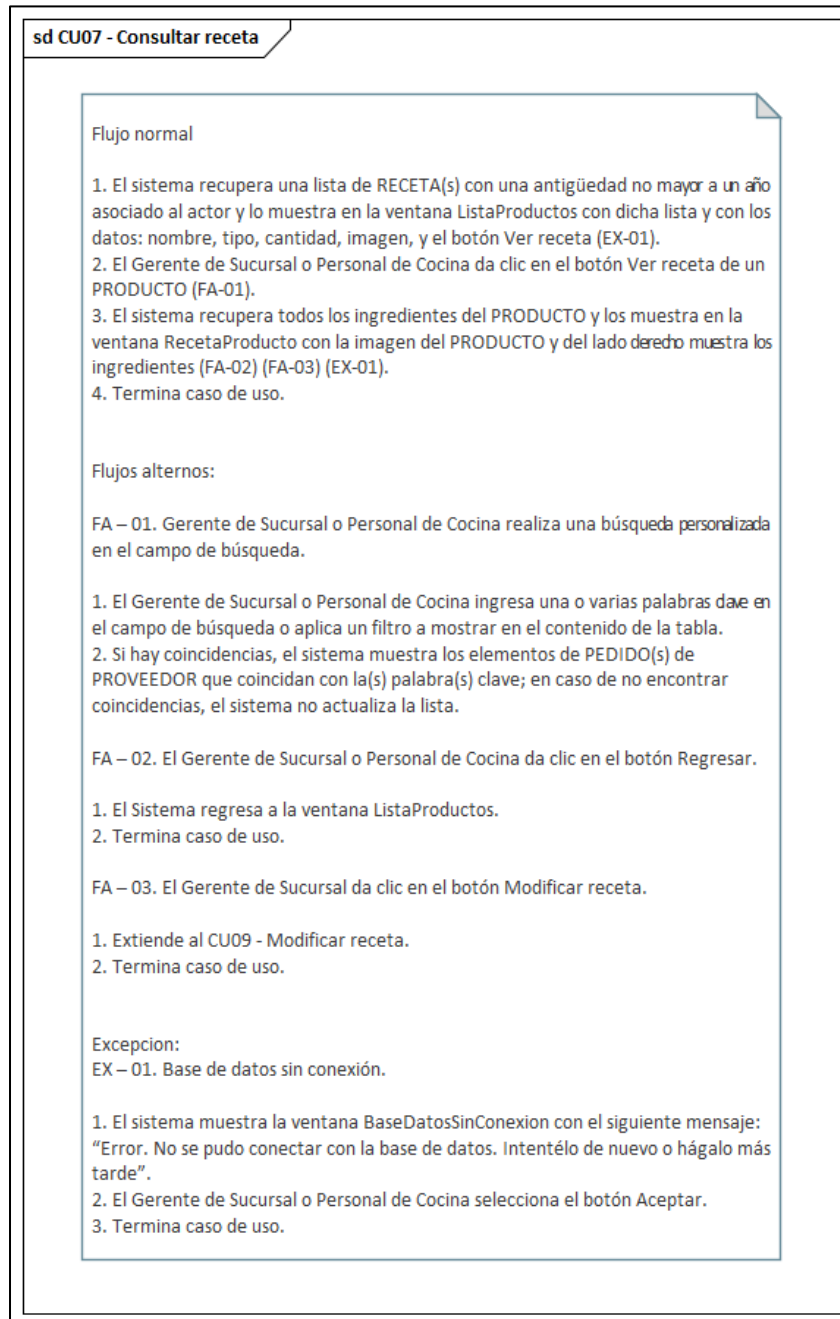 sd CU07 - Consultar receta
Flujo normal
1. El sistema recupera una lista de RECETA(s) con una antigüedad no mayor a un año
asociado al actor y lo muestra en la ventana ListaProductos con dicha lista y con los
datos: nombre, tipo, cantidad, imagen, y el botón Ver receta (EX-01).
2. El Gerente de Sucursal o Personal de Cocina da clic en el botón Ver receta de un
PRODUCTO (FA-01).
3. El sistema recupera todos los ingredientes del PRODUCTO y los muestra en la
ventana RecetaProducto con la imagen del PRODUCTO y del lado derecho muestra los
ingredientes (FA-02) (FA-03) (EX-01).
4. Termina caso de uso.
Flujos alternos:
FA – 01. Gerente de Sucursal o Personal de Cocina realiza una búsqueda personalizada
en el campo de búsqueda.
1. El Gerente de Sucursal o Personal de Cocina ingresa una o varias palabras clave en
el campo de búsqueda o aplica un filtro a mostrar en el contenido de la tabla.
2. Si hay coincidencias, el sistema muestra los elementos de PEDIDO(s) de
PROVEEDOR que coincidan con la(s) palabra(s) clave; en caso de no encontrar
coincidencias, el sistema no actualiza la lista.
FA – 02. El Gerente de Sucursal o Personal de Cocina da clic en el botón Regresar.
1. El Sistema regresa a la ventana ListaProductos.
2. Termina caso de uso.
FA – 03. El Gerente de Sucursal da clic en el botón Modificar receta.
1. Extiende al CU09 - Modificar receta.
2. Termina caso de uso.
Excepcion:
EX – 01. Base de datos sin conexión.
1. El sistema muestra la ventana BaseDatosSinConexion con el siguiente mensaje:
“Error. No se pudo conectar con la base de datos. Intentélo de nuevo o hágalo más
tarde”.
2. El Gerente de Sucursal o Personal de Cocina selecciona el botón Aceptar.
3. Termina caso de uso.